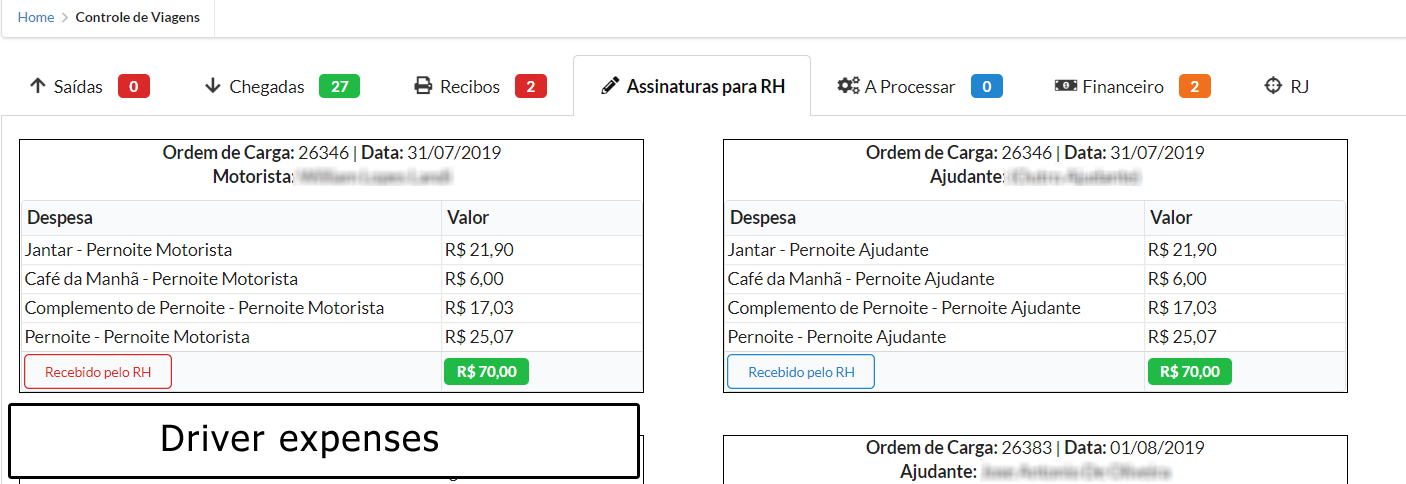 Home > Controle de Viagens
Saídas 0 Chegadas 27 Recibos 2 Assinaturas para RH A Processar 0 Financeiro 2 RJ
Ordem de Carga: 26346 | Data: 31/07/2019
Motorista:
Despesa Valor
Jantar - Pernoite Motorista R$ 21,90
Café da Manhã - Pernoite Motorista R$ 6,00
Complemento de Pernoite - Pernoite Motorista R$ 17,03
Pernoite - Pernoite Motorista R$ 25,07
Recebido pelo RH R$ 70,00
Driver expenses
Ordem de Carga: 26346 | Data: 31/07/2019
Ajudante:
Despesa Valor
Jantar - Pernoite Ajudante R$ 21,90
Café da Manhã - Pernoite Ajudante R$ 6,00
Complemento de Pernoite - Pernoite Ajudante R$ 17,03
Pernoite - Pernoite Ajudante R$ 25,07
Recebido pelo RH R$ 70,00
Ordem de Carga: 26383 | Data: 01/08/2019
Ajudante: